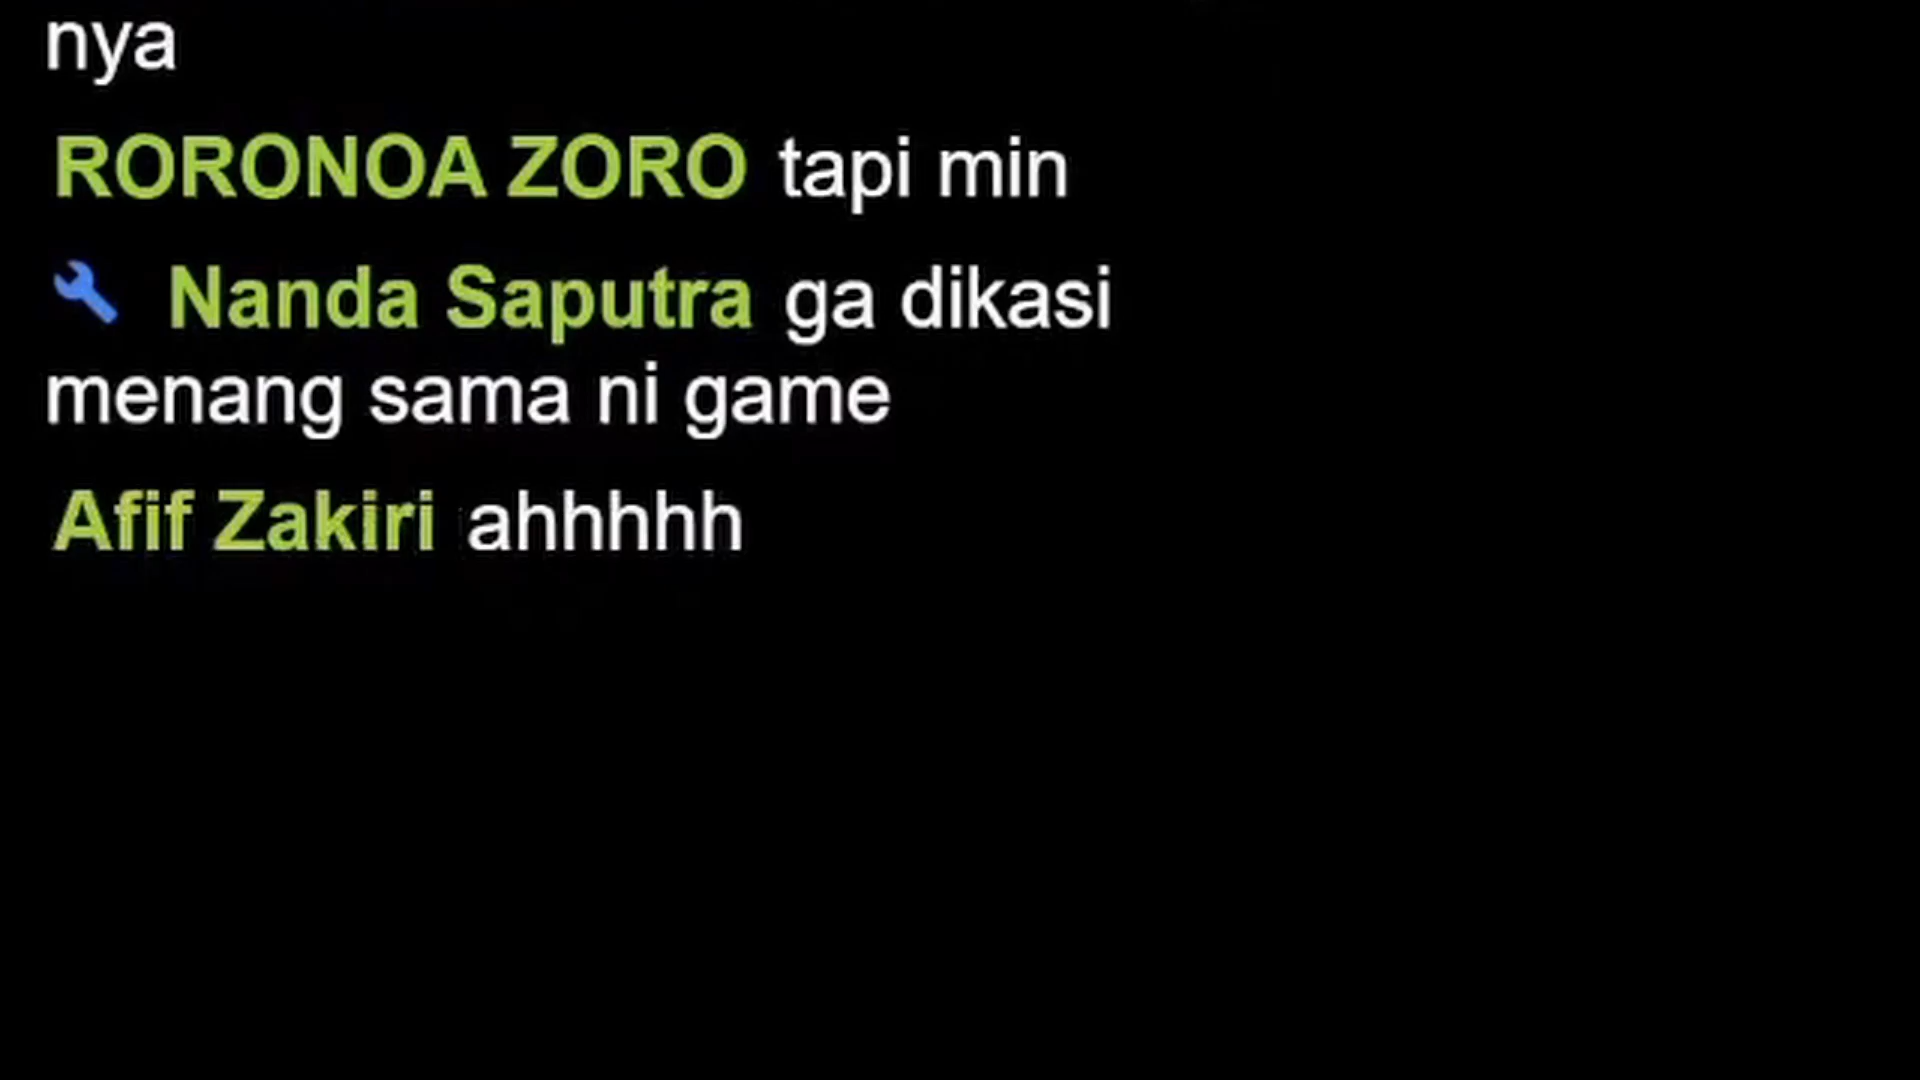 nya
RORONOA ZORO tapi min
Nanda Saputra ga dikasi
menang sama ni game
Afif Zakiri ahhhhh